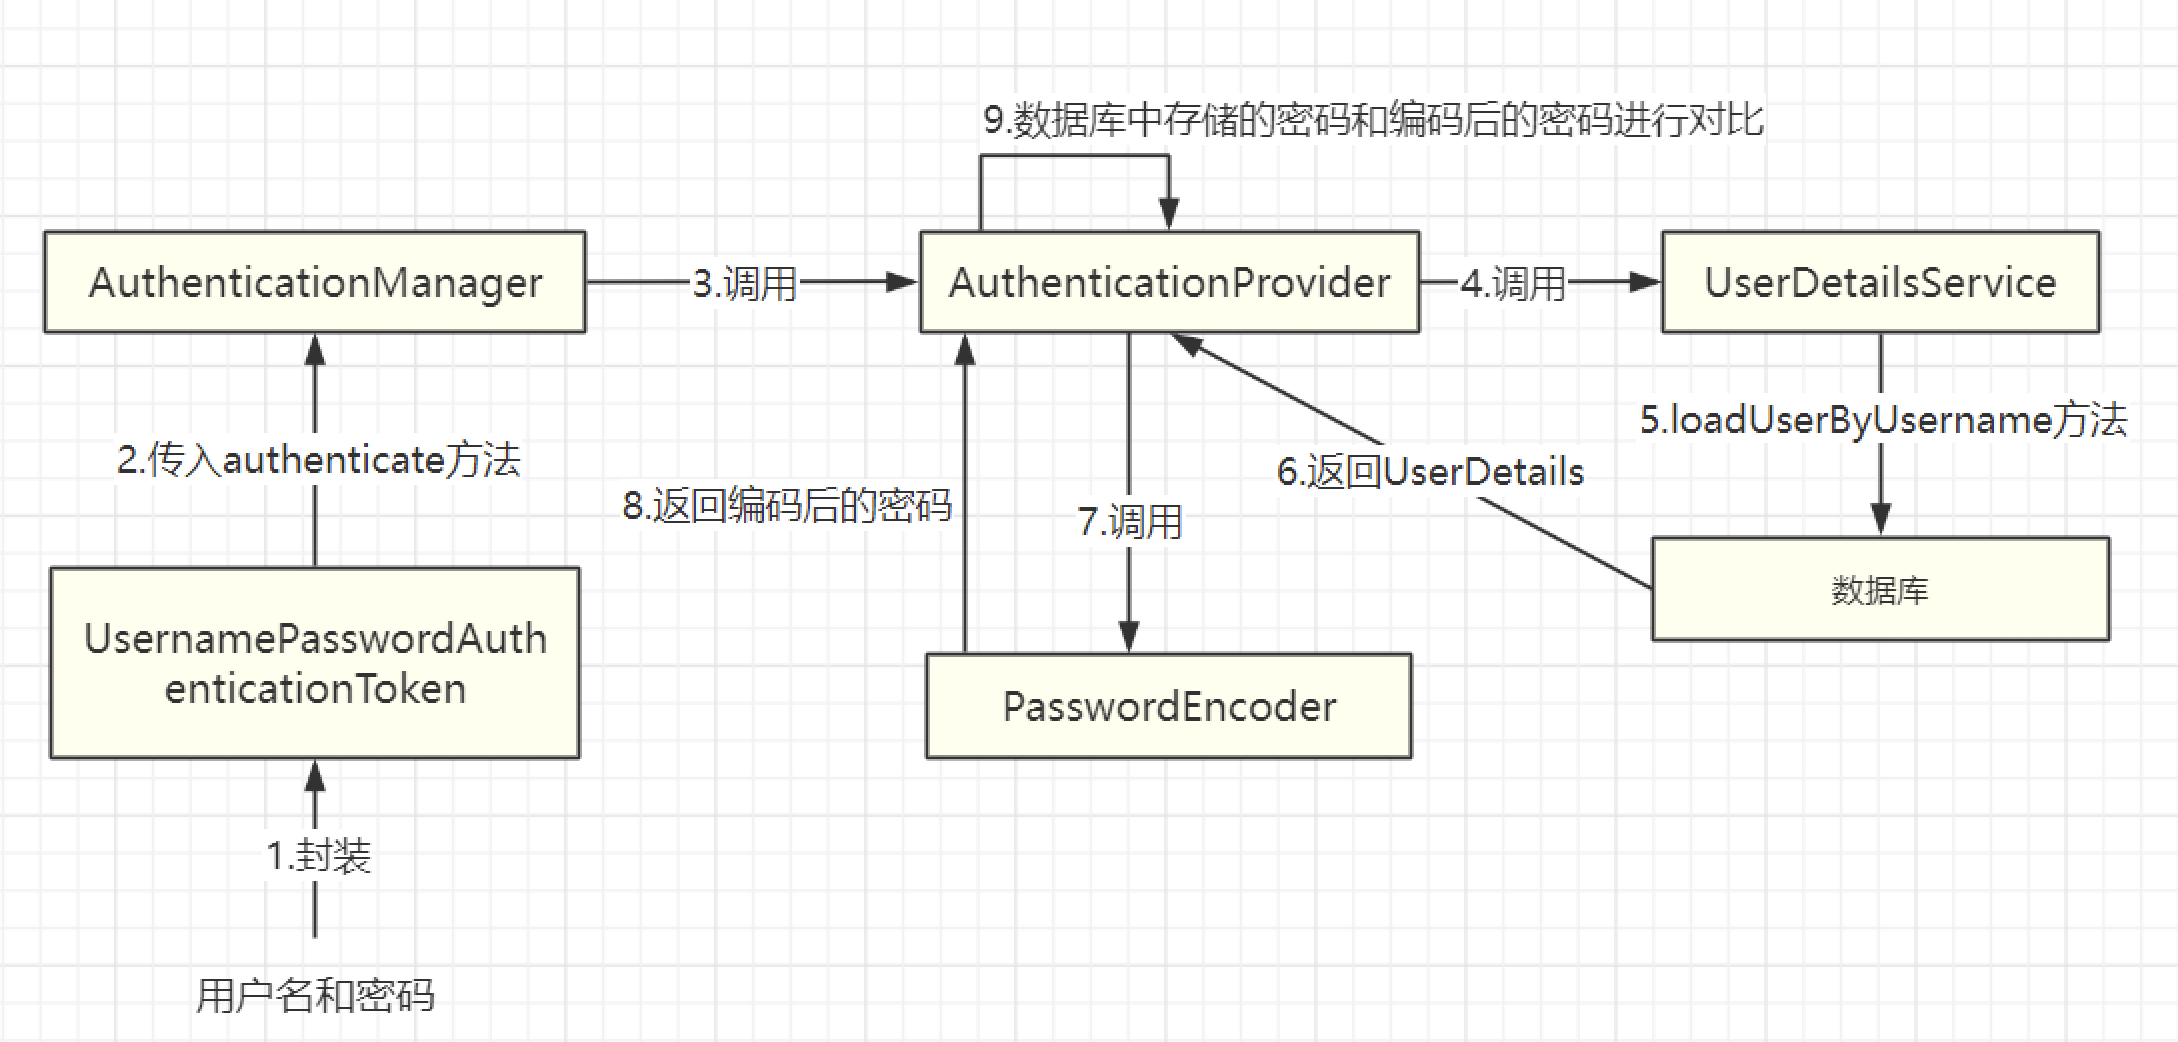 9.数据库中存储的密码和编码后的密码进行对比
AuthenticationManager
3.调用
AuthenticationProvider
4.调用
UserDetailsService
2.传入authenticate方法
8.返回编码后的密码
7.调用
6.返回UserDetails
5.loadUserByUsername方法
数据库
UsernamePasswordAuth
enticationToken
PasswordEncoder
1.封装
用户名和密码